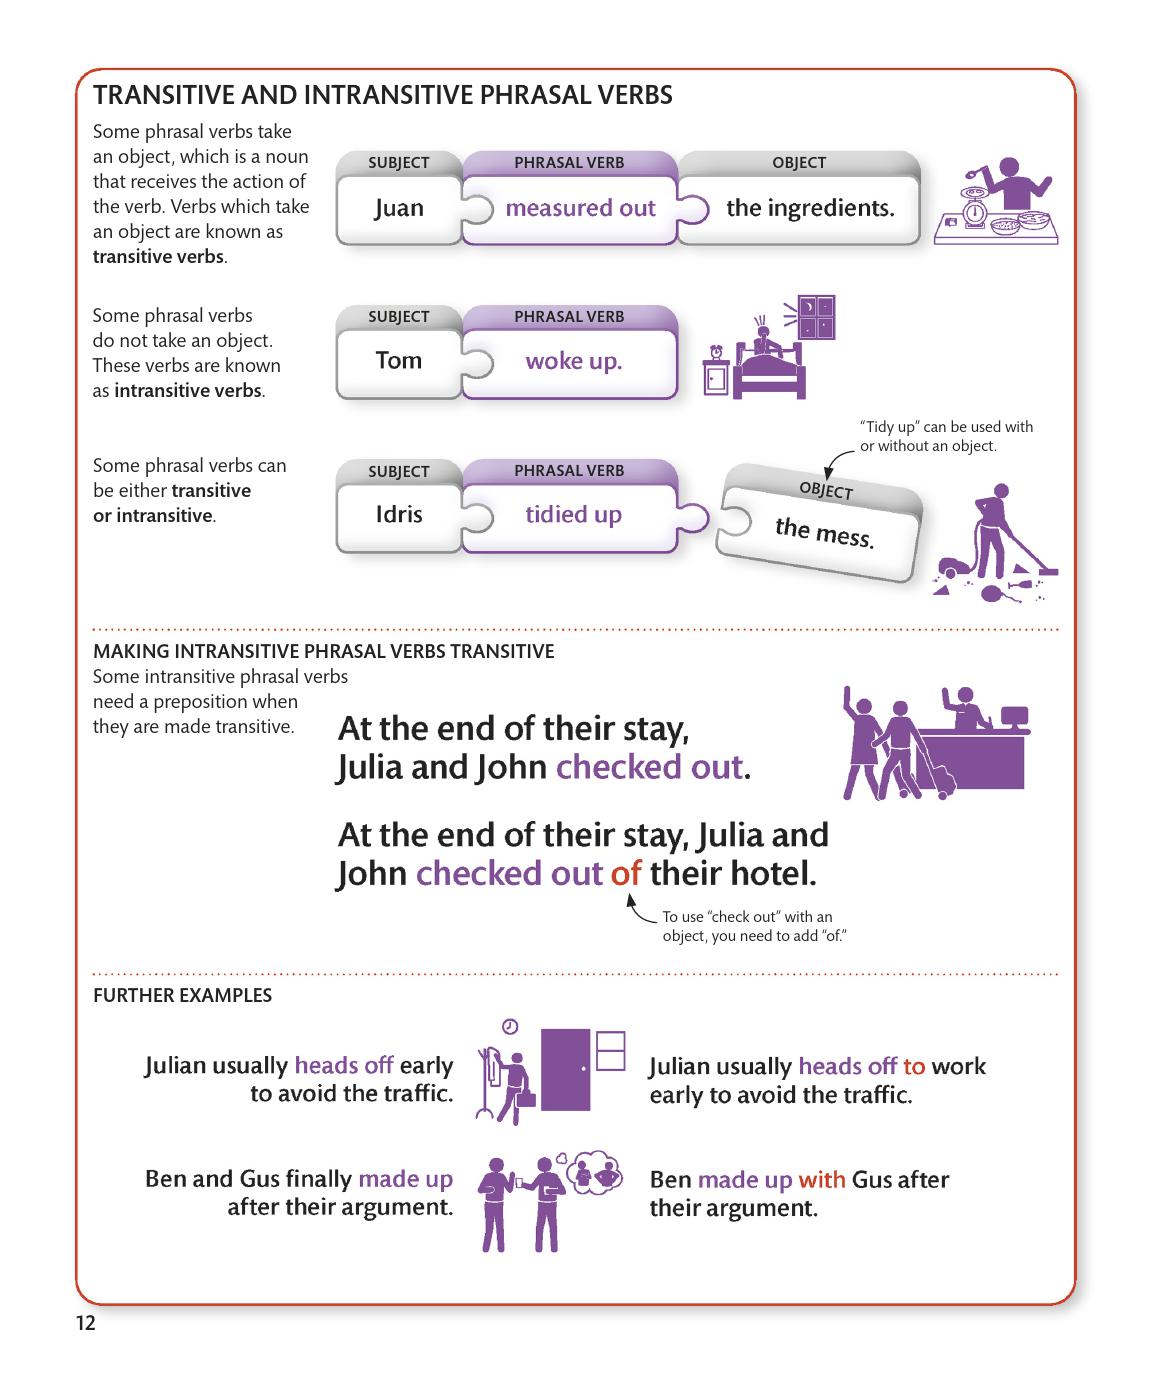 TRANSITIVE AND INTRANSITIVE PHRASAL VERBS
Some phrasal verbs take
an object, which is a noun
that receives the action of
the verb. Verbs which take
an object are known as
transitive verbs.
SUBJECT PHRASAL VERB OBJECT
Juan measured out the ingredients.
Some phrasal verbs
do not take an object.
These verbs are known
as intransitive verbs.
SUBJECT PHRASAL VERB
Tom woke up.
Some phrasal verbs can
be either transitive
or intransitive.
"Tidy up" can be used with
or without an object.
SUBJECT PHRASAL VERB OBJECT
Idris tidied up the mess.
MAKING INTRANSITIVE PHRASAL VERBS TRANSITIVE
Some intransitive phrasal verbs
need a preposition when
they are made transitive.
At the end of their stay,
Julia and John checked out.
At the end of their stay, Julia and
John checked out of their hotel.
To use "check out" with an
object, you need to add "of."
FURTHER EXAMPLES
Julian usually heads off early
to avoid the traffic.
Julian usually heads off to work
early to avoid the traffic.
Ben and Gus finally made up
after their argument.
Ben made up with Gus after
their argument.
12